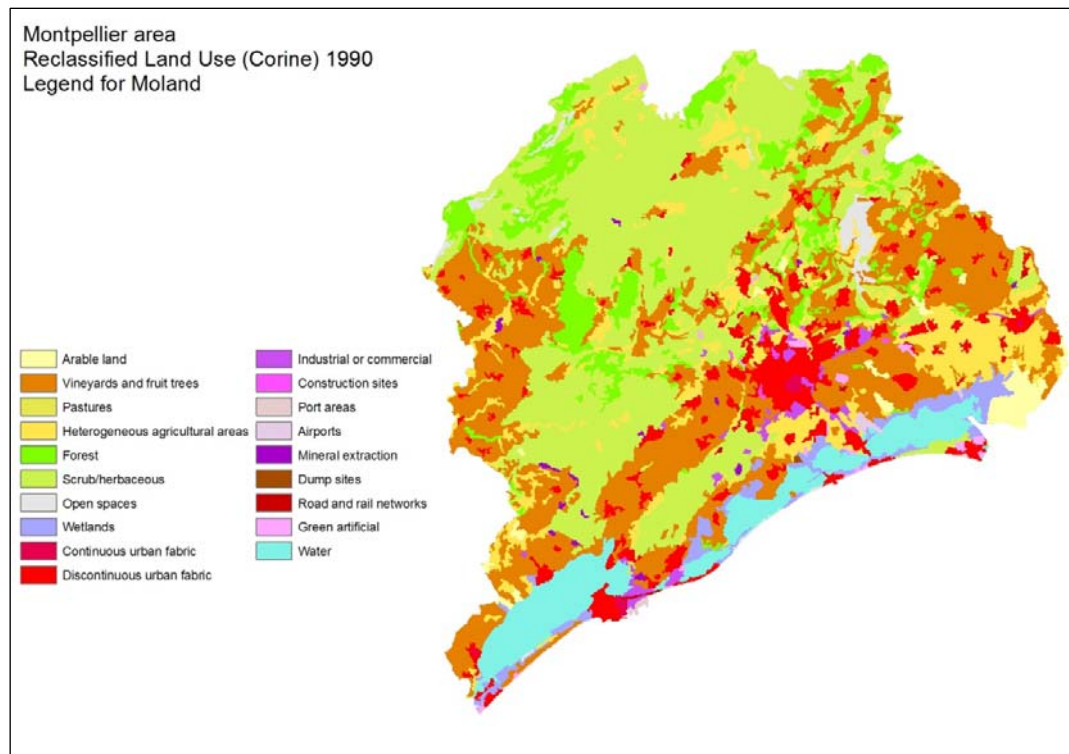 Montpellier area
Reclassified Land Use (Corine) 1990
Legend for Moland
Arable land
Vineyards and fruit trees
Pastures
Heterogeneous agricultural areas
Forest
Scrub/herbaceous
Open spaces
Wetlands
Continuous urban fabric
Discontinuous urban fabric
Industrial or commercial
Construction sites
Port areas
Airports
Mineral extraction
Dump sites
Road and rail networks
Green artificial
Water